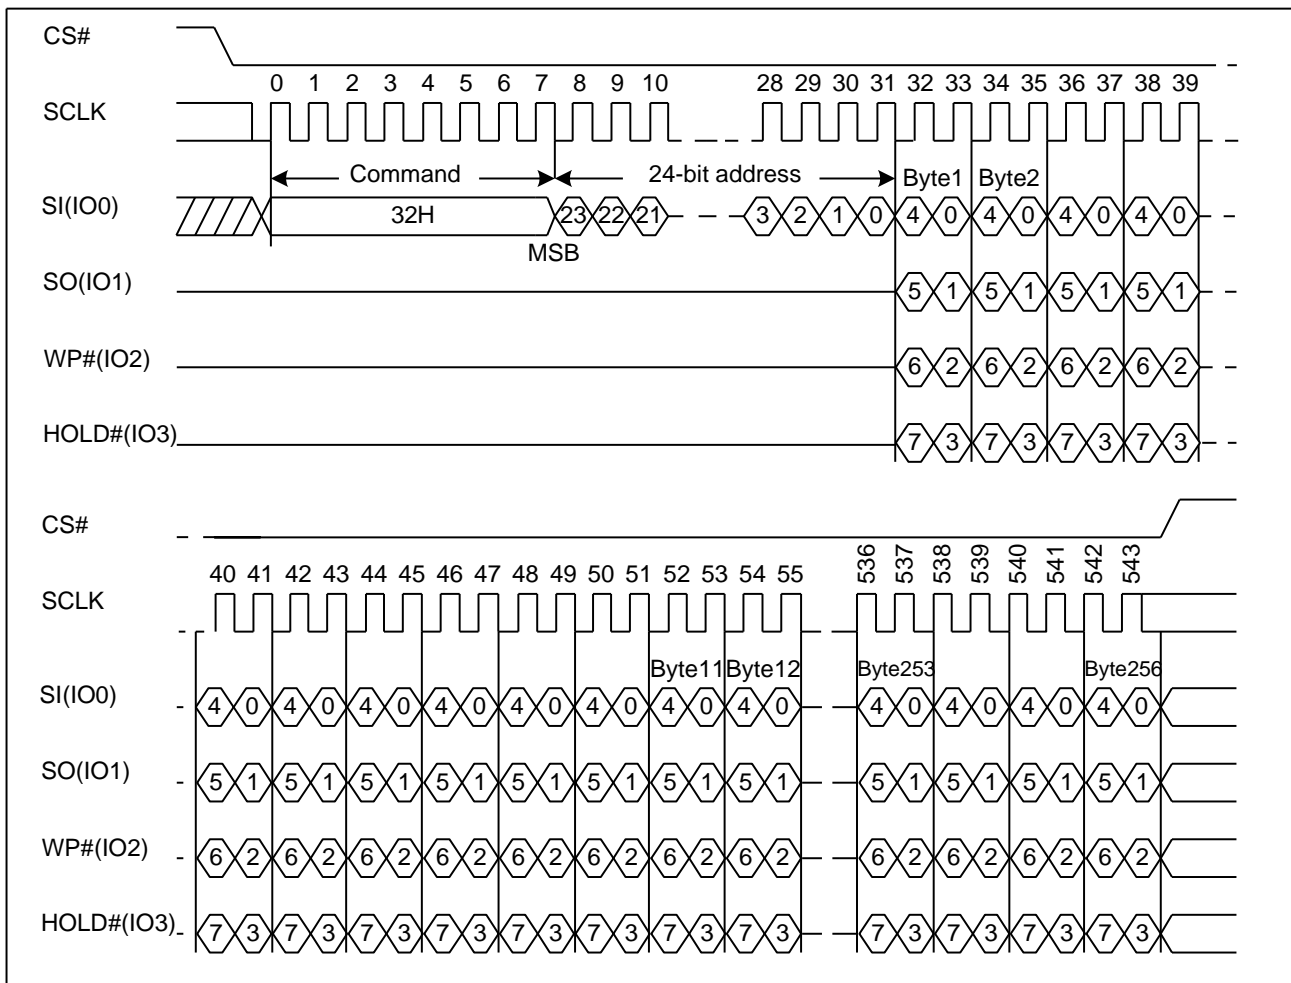 CS#
0 1 2 3 4 5 6 7 8 9 10 28 29 30 31 32 33 34 35 36 37 38 39
SCLK
Command 24-bit address Byte1 Byte2
SI(IO0) 32H 23 22 21 3 2 1 0 4 0 4 0 4 0 4 0
MSB
SO(IO1) 5 1 5 1 5 1 5 1
WP#(IO2) 6 2 6 2 6 2 6 2
HOLD#(IO3) 7 3 7 3 7 3 7 3
CS#
40 41 42 43 44 45 46 47 48 49 50 51 52 53 54 55 536 537 538 539 540 541 542 543
SCLK
Byte11 Byte12 Byte253 Byte256
SI(IO0) 4 0 4 0 4 0 4 0 4 0 4 0 4 0 4 0 4 0 4 0 4 0 4 0
SO(IO1) 5 1 5 1 5 1 5 1 5 1 5 1 5 1 5 1 5 1 5 1 5 1 5 1
WP#(IO2) 6 2 6 2 6 2 6 2 6 2 6 2 6 2 6 2 6 2 6 2 6 2 6 2
HOLD#(IO3) 7 3 7 3 7 3 7 3 7 3 7 3 7 3 7 3 7 3 7 3 7 3 7 3